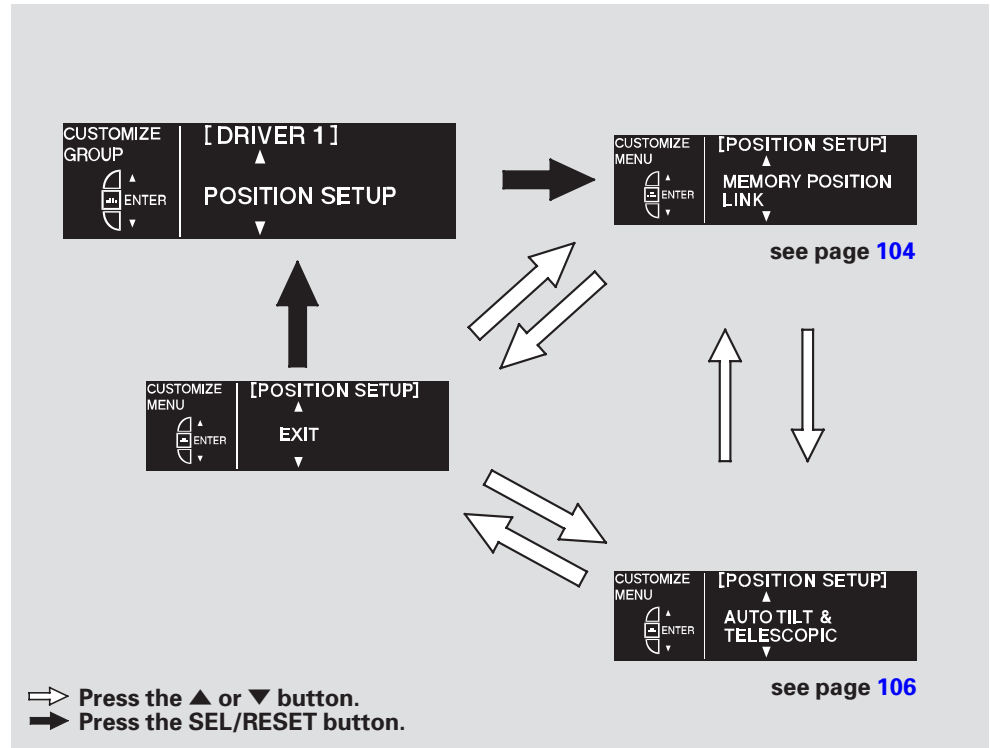 CUSTOMIZE
GROUP
▲
ENTER
▼
[DRIVER 1]
▲
POSITION SETUP
▼
CUSTOMIZE
MENU
▲
ENTER
▼
[POSITION SETUP]
▲
MEMORY POSITION
LINK
▼
see page 104
CUSTOMIZE
MENU
▲
ENTER
▼
[POSITION SETUP]
▲
EXIT
▼
CUSTOMIZE
MENU
▲
ENTER
▼
[POSITION SETUP]
▲
AUTO TILT &
TELESCOPIC
▼
see page 106
Press the ▲ or ▼ button.
Press the SEL/RESET button.